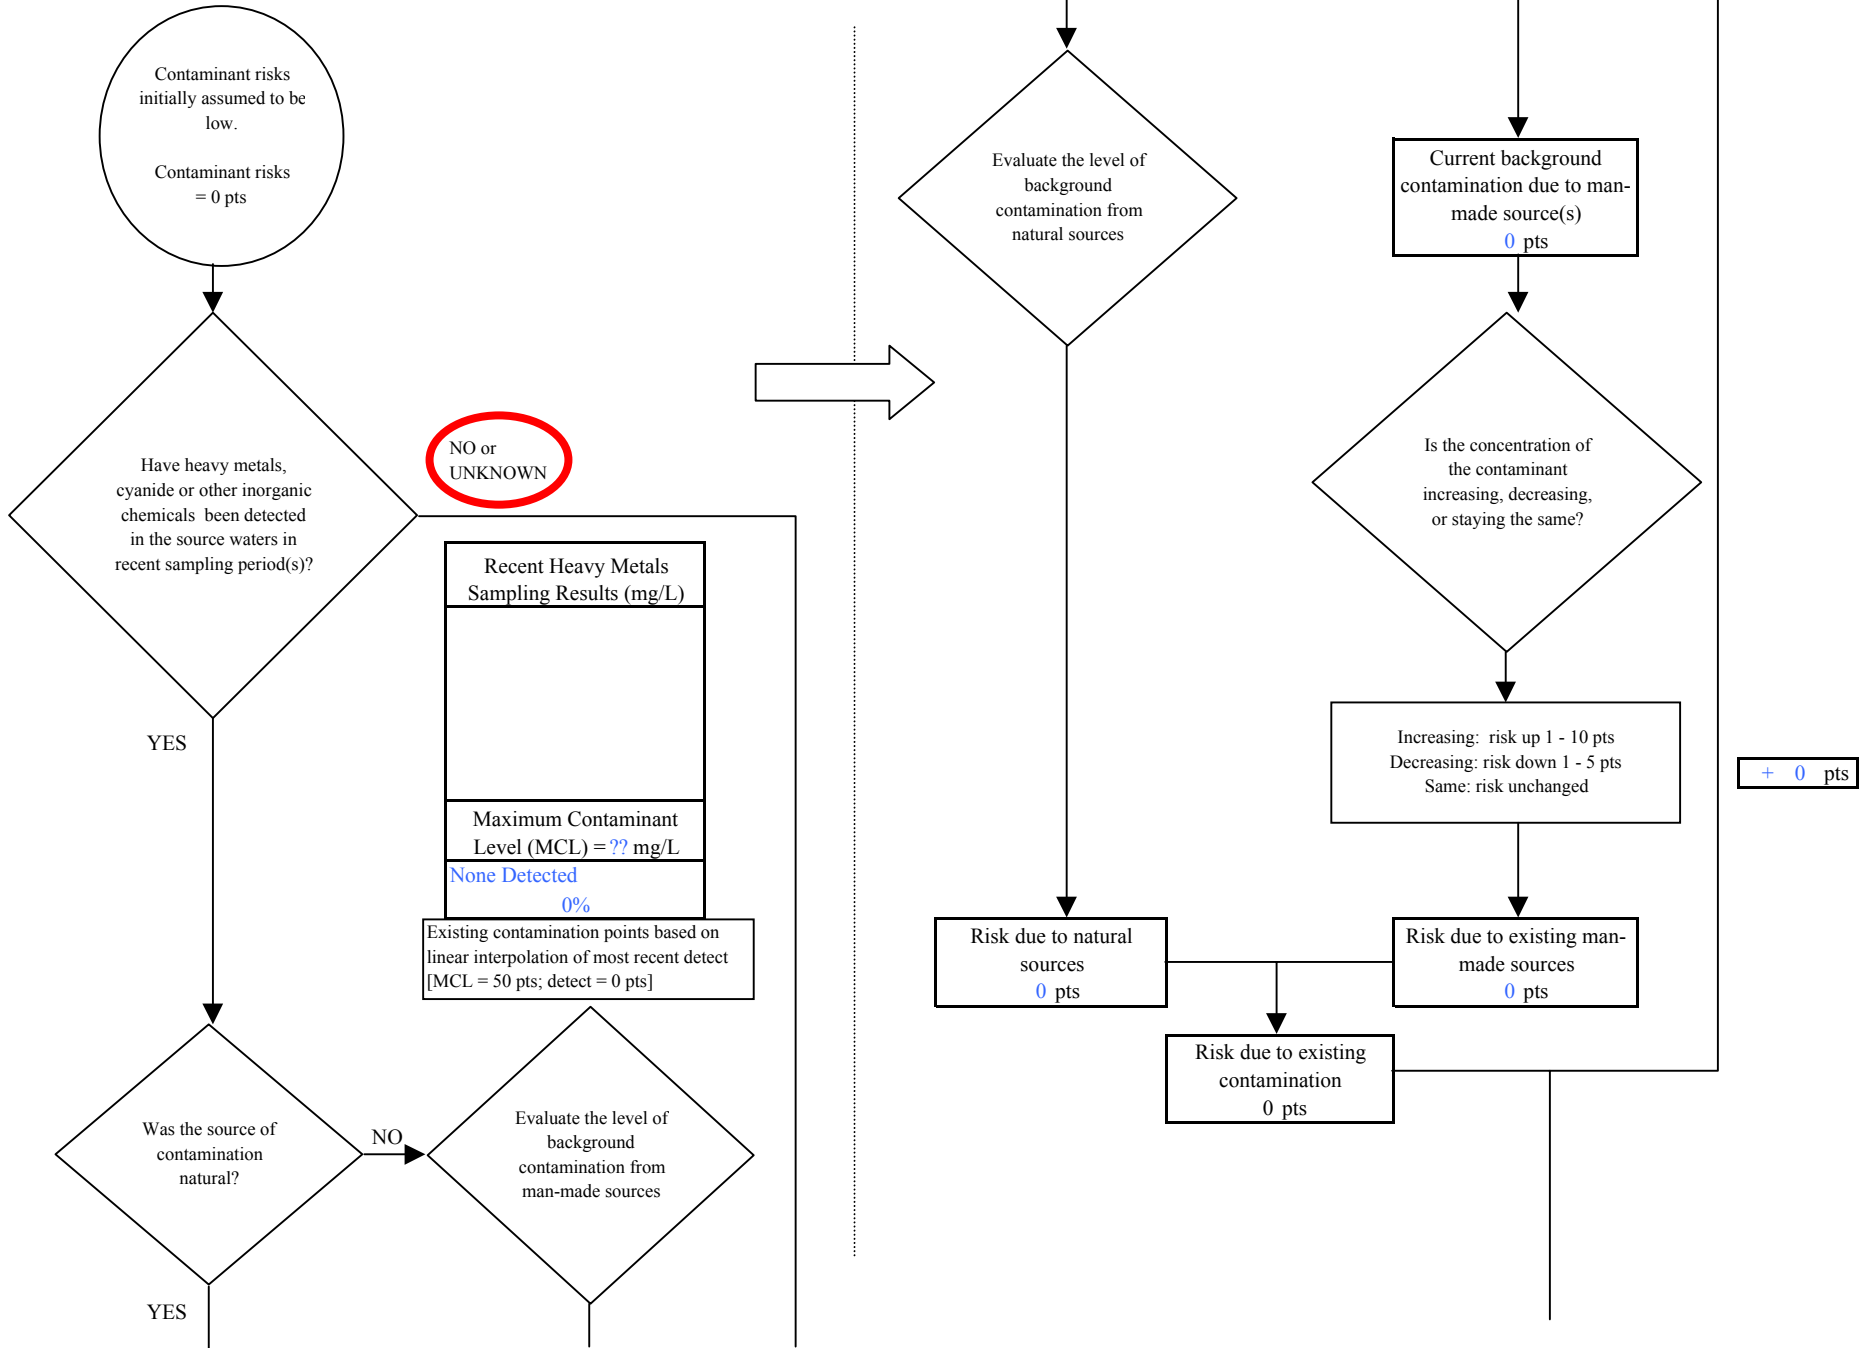 Contaminant risks
initially assumed to be
low.
Contaminant risks
= 0 pts
Have heavy metals,
cyanide or other inorganic
chemicals been detected
in the source waters in
recent sampling period(s)?
NO or
UNKNOWN
YES
Recent Heavy Metals
Sampling Results (mg/L)
Maximum Contaminant
Level (MCL) = ?? mg/L
None Detected
0%
Existing contamination points based on
linear interpolation of most recent detect
[MCL = 50 pts; detect = 0 pts]
Was the source of
contamination
natural?
NO
Evaluate the level of
background
contamination from
man-made sources
YES
Evaluate the level of
background
contamination from
natural sources
Current background
contamination due to man-
made source(s)
0 pts
Is the concentration of
the contaminant
increasing, decreasing,
or staying the same?
Increasing: risk up 1 - 10 pts
Decreasing: risk down 1 - 5 pts
Same: risk unchanged
+ 0 pts
Risk due to natural
sources
0 pts
Risk due to existing man-
made sources
0 pts
Risk due to existing
contamination
0 pts